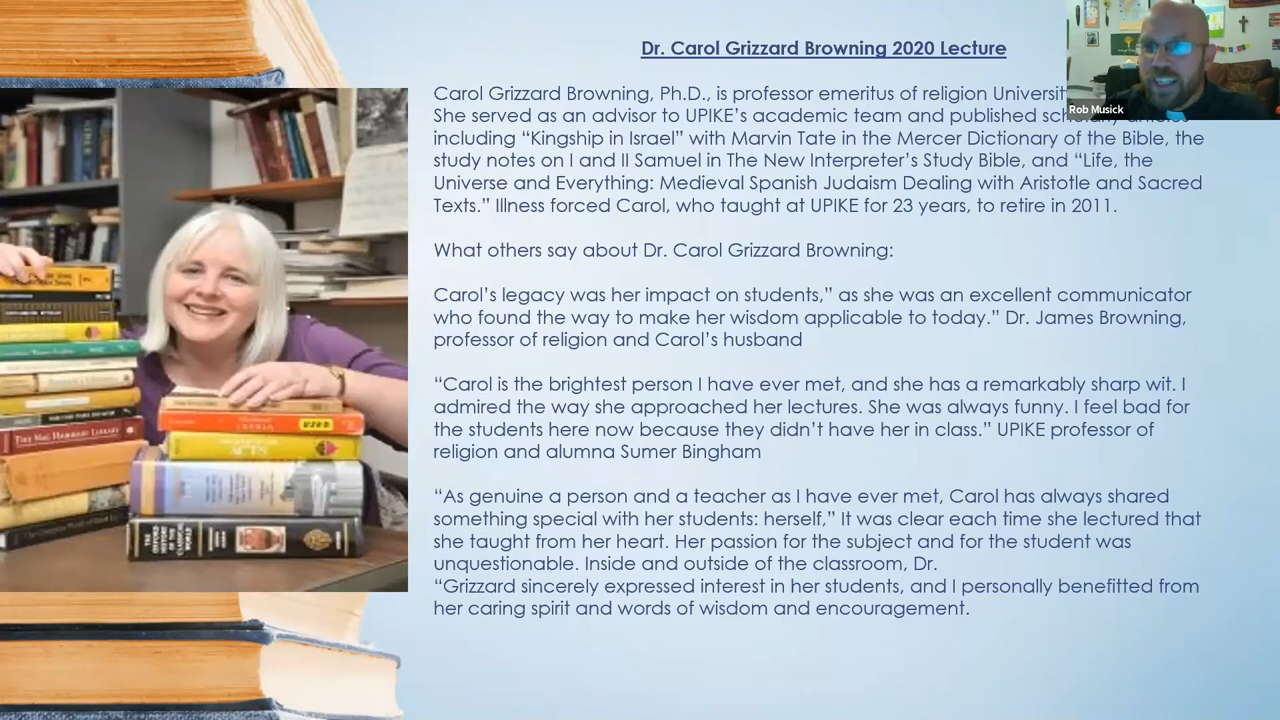 Dr. Carol Grizzard Browning 2020 Lecture
Rob Musick
Carol Grizzard Browning, Ph.D., is professor emeritus of religion
She served as an advisor to UPIKE’s academic team and published
including “Kingship in Israel” with Marvin Tate in the Mercer Dictionary of the Bible, the
study notes on I and II Samuel in The New Interpreter’s Study Bible, and “Life, the
Universe and Everything: Medieval Spanish Judaism Dealing with Aristotle and Sacred
Texts.” Illness forced Carol, who taught at UPIKE for 23 years, to retire in 2011.
What others say about Dr. Carol Grizzard Browning:
Carol’s legacy was her impact on students,” as she was an excellent communicator
who found the way to make her wisdom applicable to today.” Dr. James Browning,
professor of religion and Carol’s husband
“Carol is the brightest person I have ever met, and she has a remarkably sharp wit. I
admired the way she approached her lectures. She was always funny. I feel bad for
the students here now because they didn’t have her in class.” UPIKE professor of
religion and alumna Sumer Bingham
“As genuine a person and a teacher as I have ever met, Carol has always shared
something special with her students: herself,” It was clear each time she lectured that
she taught from her heart. Her passion for the subject and for the student was
unquestionable. Inside and outside of the classroom, Dr.
“Grizzard sincerely expressed interest in her students, and I personally benefitted from
her caring spirit and words of wisdom and encouragement.
THE NAG HAMMADI LIBRARY
ACTS
THE OXFORD
HISTORY
OF THE
CLASSICAL
WORLD